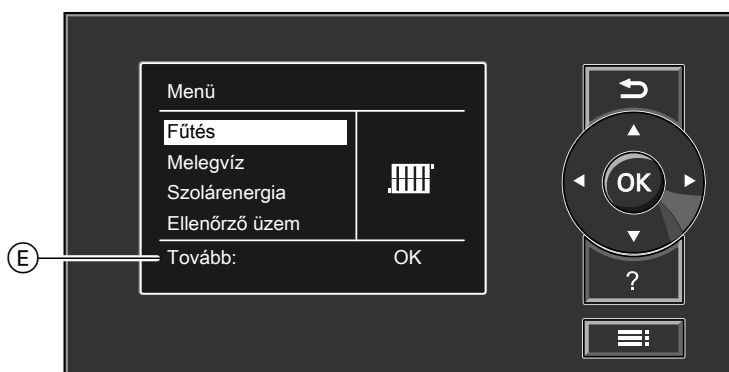 Menü
Fűtés
Melegvíz
Szolárenergia
Ellenőrző üzem
Tovább: OK
E
OK
?